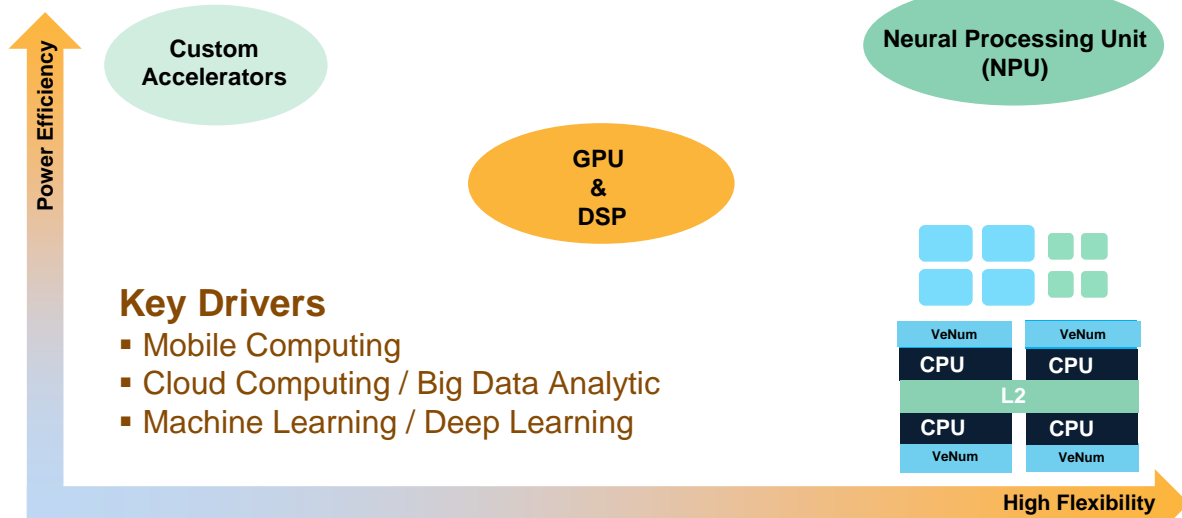 Power Efficiency
Custom
Accelerators
Neural Processing Unit
(NPU)
GPU
&
DSP
Key Drivers
▪ Mobile Computing
▪ Cloud Computing / Big Data Analytic
▪ Machine Learning / Deep Learning
VeNum VeNum
CPU CPU
L2
CPU CPU
VeNum VeNum
High Flexibility